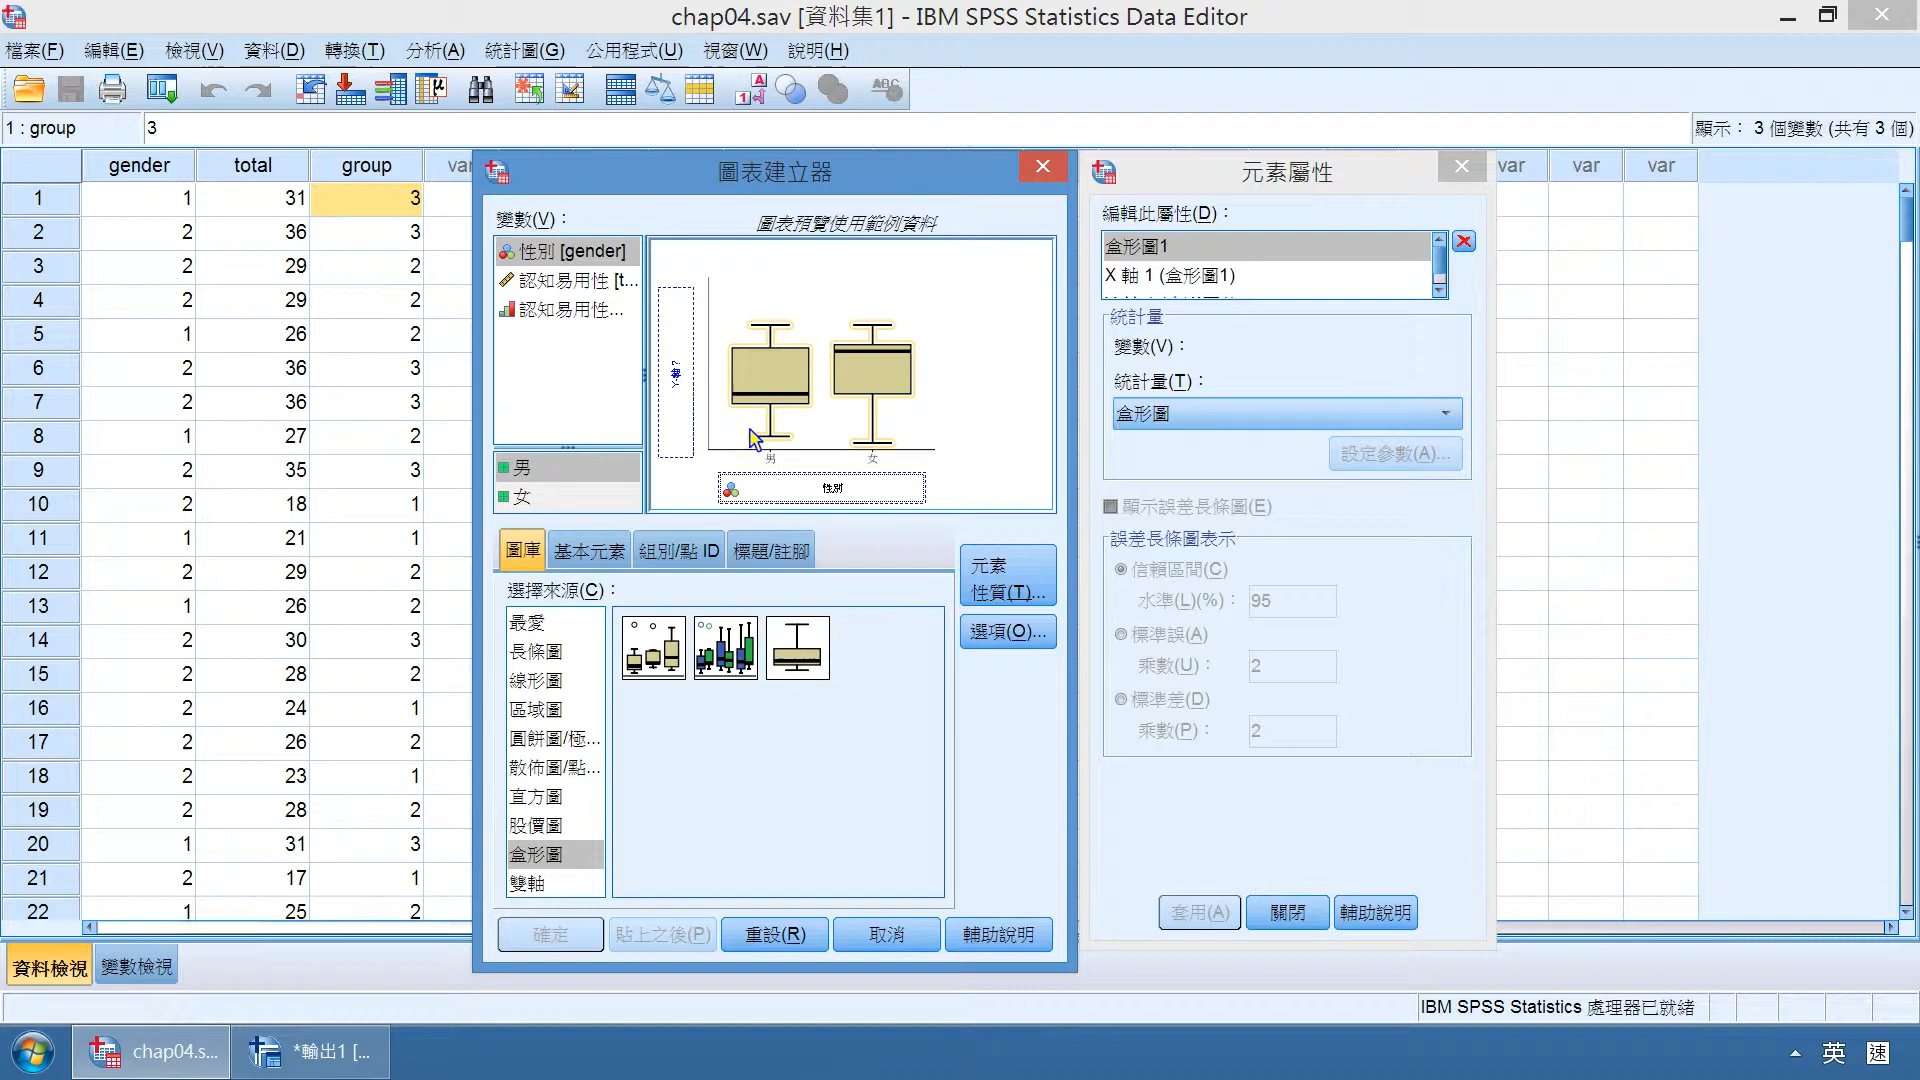 chap04.sav [資料集1] - IBM SPSS Statistics Data Editor
檔案(F) 編輯(E) 檢視(V) 資料(D) 轉換(T) 分析(A) 統計圖(G) 公用程式(U) 視窗(W) 說明(H)
1 : group 3 顯示： 3 個變數 (共有 3 個)
gender total group var var var
1 1 31 3
2 2 36 3
3 2 29 2
4 2 29 2
5 1 26 2
6 2 36 3
7 2 36 3
8 1 27 2
9 2 35 3
10 2 18 1
11 1 21 1
12 2 29 2
13 1 26 2
14 2 30 3
15 2 28 2
16 2 24 1
17 2 26 2
18 2 23 1
19 2 28 2
20 1 31 3
21 2 17 1
22 1 25 2
資料檢視 變數檢視
圖表建立器
變數(V)：
圖表預覽使用範例資料
性別 [gender]
認知易用性 [t...
認知易用性...
男
女
男 女
性別
圖庫 基本元素 組別/點 ID 標題/註腳
選擇來源(C)：
最愛
長條圖
線形圖
區域圖
圓餅圖/極...
散佈圖/點...
直方圖
股價圖
盒形圖
雙軸
元素
性質(T)...
選項(O)...
確定 貼上之後(P) 重設(R) 取消 輔助說明
元素屬性
編輯此屬性(D)：
盒形圖1
X 軸 1 (盒形圖1)
統計量
變數(V)：
統計量(T)：
盒形圖
設定參數(A)...
顯示誤差長條圖(E)
誤差長條圖表示
信賴區間(C)
水準(L)(%)： 95
標準誤(A)
乘數(U)： 2
標準差(D)
乘數(P)： 2
套用(A) 關閉 輔助說明
IBM SPSS Statistics 處理器已就緒
chap04.s... *輸出1 [... 英 速